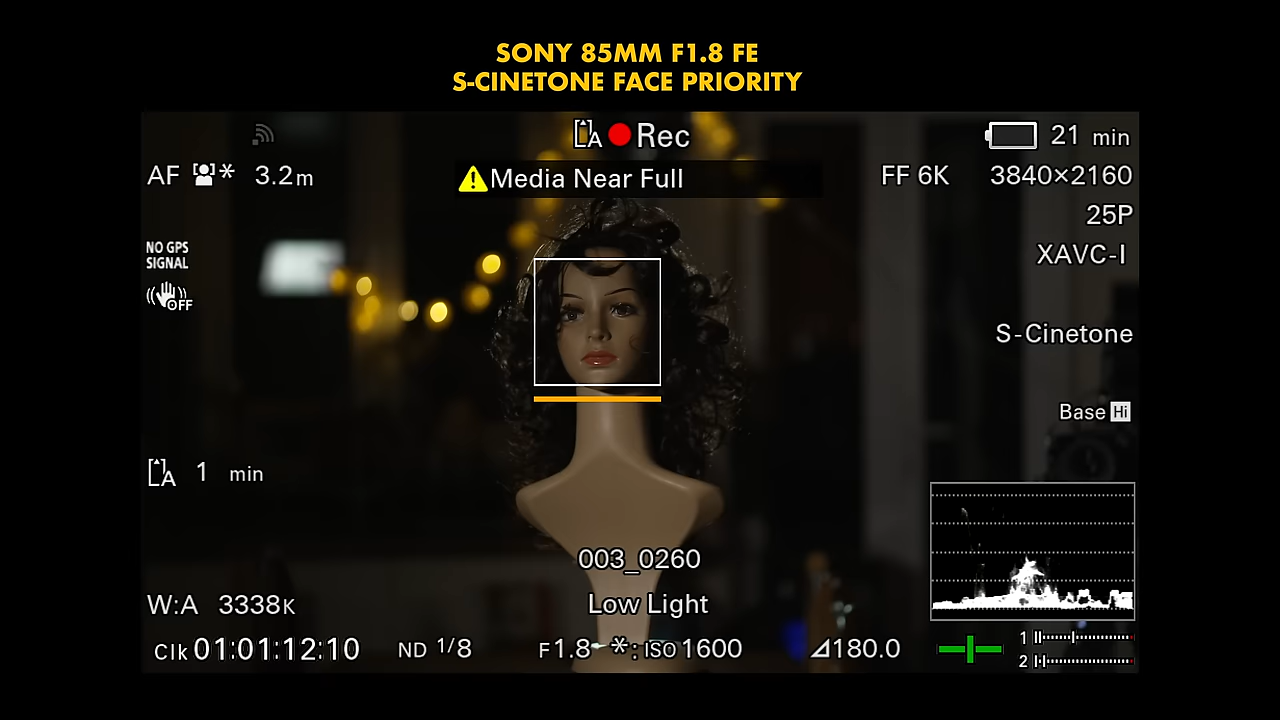 SONY 85MM F1.8 FE
S-CINETONE FACE PRIORITY
A Rec
21 min
AF * 3.2m
Media Near Full
FF 6K 3840×2160
25P
NO GPS
SIGNAL
XAVC-I
OFF
S-Cinetone
Base Hi
A 1 min
003_0260
W:A 3338K
Low Light
Clk 01:01:12:10
ND 1/8
F1.8 *: ISO 1600
180.0
1
2